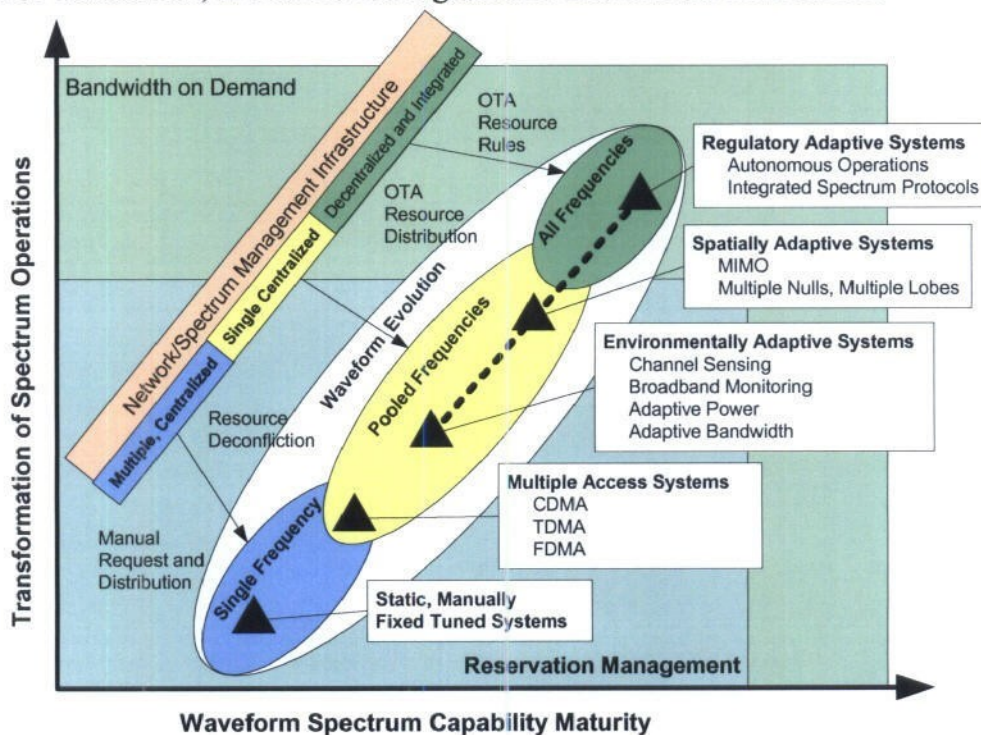 Bandwidth on Demand
Network/Spectrum Management Infrastructure
Decentralized and Integrated
Single Centralized
Multiple, Centralized
OTA
Resource
Rules
OTA
Resource
Distribution
Resource
Deconfliction
Manual
Request and
Distribution
Waveform Evolution
All Frequencies
Pooled Frequencies
Single Frequency
Regulatory Adaptive Systems
Autonomous Operations
Integrated Spectrum Protocols
Spatially Adaptive Systems
MIMO
Multiple Nulls, Multiple Lobes
Environmentally Adaptive Systems
Channel Sensing
Broadband Monitoring
Adaptive Power
Adaptive Bandwidth
Multiple Access Systems
CDMA
TDMA
FDMA
Static, Manually
Fixed Tuned Systems
Reservation Management
Transformation of Spectrum Operations
Waveform Spectrum Capability Maturity